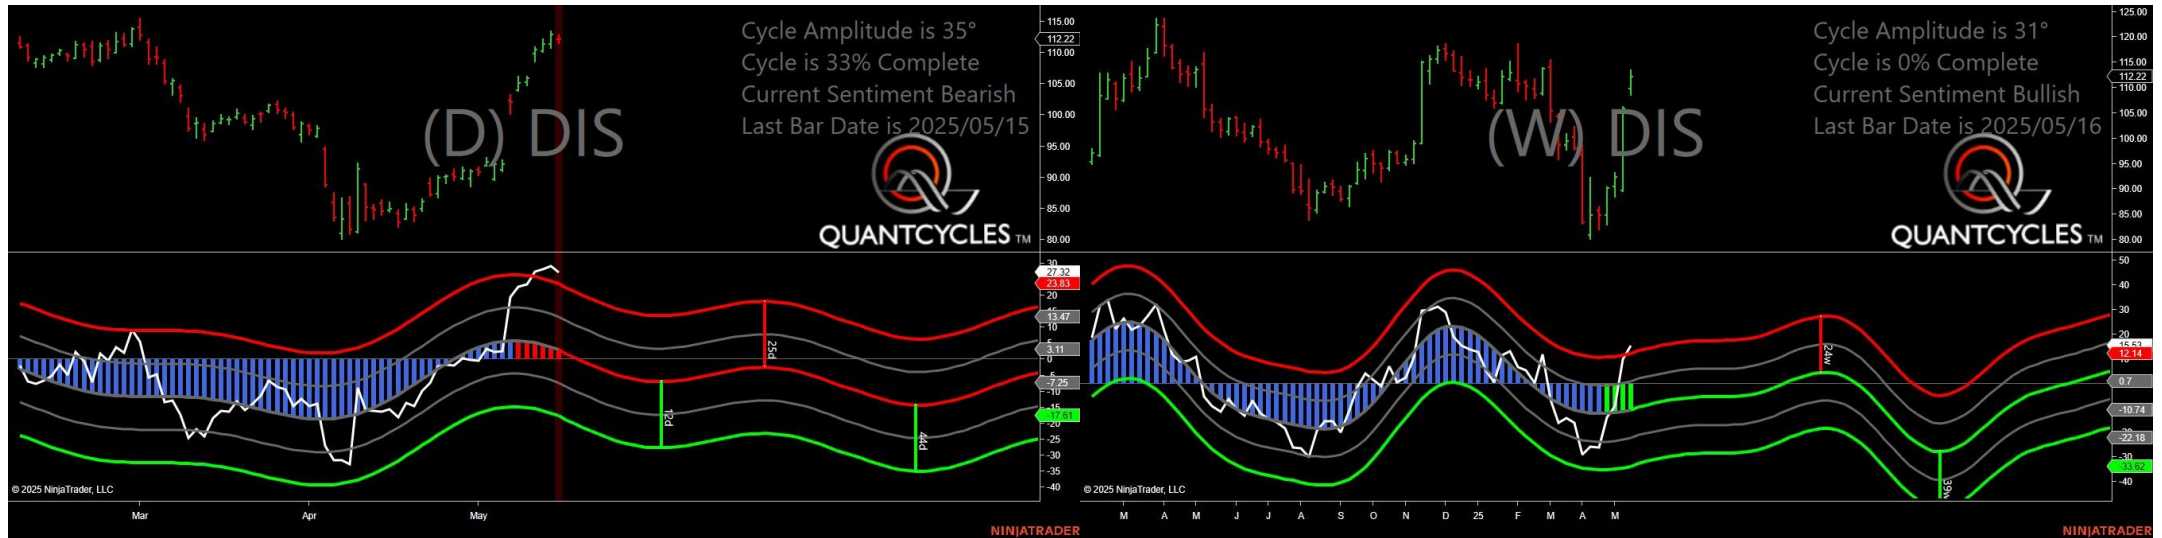 Cycle Amplitude is 35°
Cycle is 33% Complete
Current Sentiment Bearish
Last Bar Date is 2025/05/15
(D) DIS
QUANTCYCLES TM
115.00
112.22
110.00
105.00
100.00
95.00
90.00
85.00
80.00
30
27.32
23.83
20
13.47
10
3.11
0
-5
-7.25
-10
-15
-17.61
-20
-25
-30
-35
-40
25d
12d
44d
© 2025 NinjaTrader, LLC
Mar
Apr
May
NINJATRADER
Cycle Amplitude is 31°
Cycle is 0% Complete
Current Sentiment Bullish
Last Bar Date is 2025/05/16
(W) DIS
QUANTCYCLES TM
125.00
120.00
115.00
112.22
110.00
105.00
100.00
95.00
90.00
85.00
80.00
50
40
30
20
15.53
12.14
0.7
-10.74
-22.18
-30
-33.62
-40
24w
39w
© 2025 NinjaTrader, LLC
M A M J J A S O N D 25 F M A M
NINJATRADER